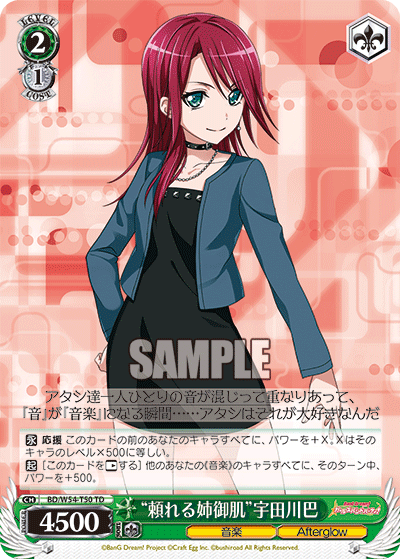 LEVEL
2
1
COST
SAMPLE
アタシ達一人ひとりの音が混じって重なりあって、
『音』が『音楽』になる瞬間……アタシはそれが大好きなんだ
永 応援 このカードの前のあなたのキャラすべてに、パワーを＋X。Xはそ
のキャラのレベル×500に等しい。
起 [このカードを する] 他のあなたの《音楽》のキャラすべてに、そのターン中、
パワーを＋500。
CH BD/W54-T50 TD
POWER
4500
“頼れる姉御肌”宇田川巴
音楽
Afterglow
©BanG Dream! Project ©Craft Egg Inc. ©bushiroad All Rights Reserved.